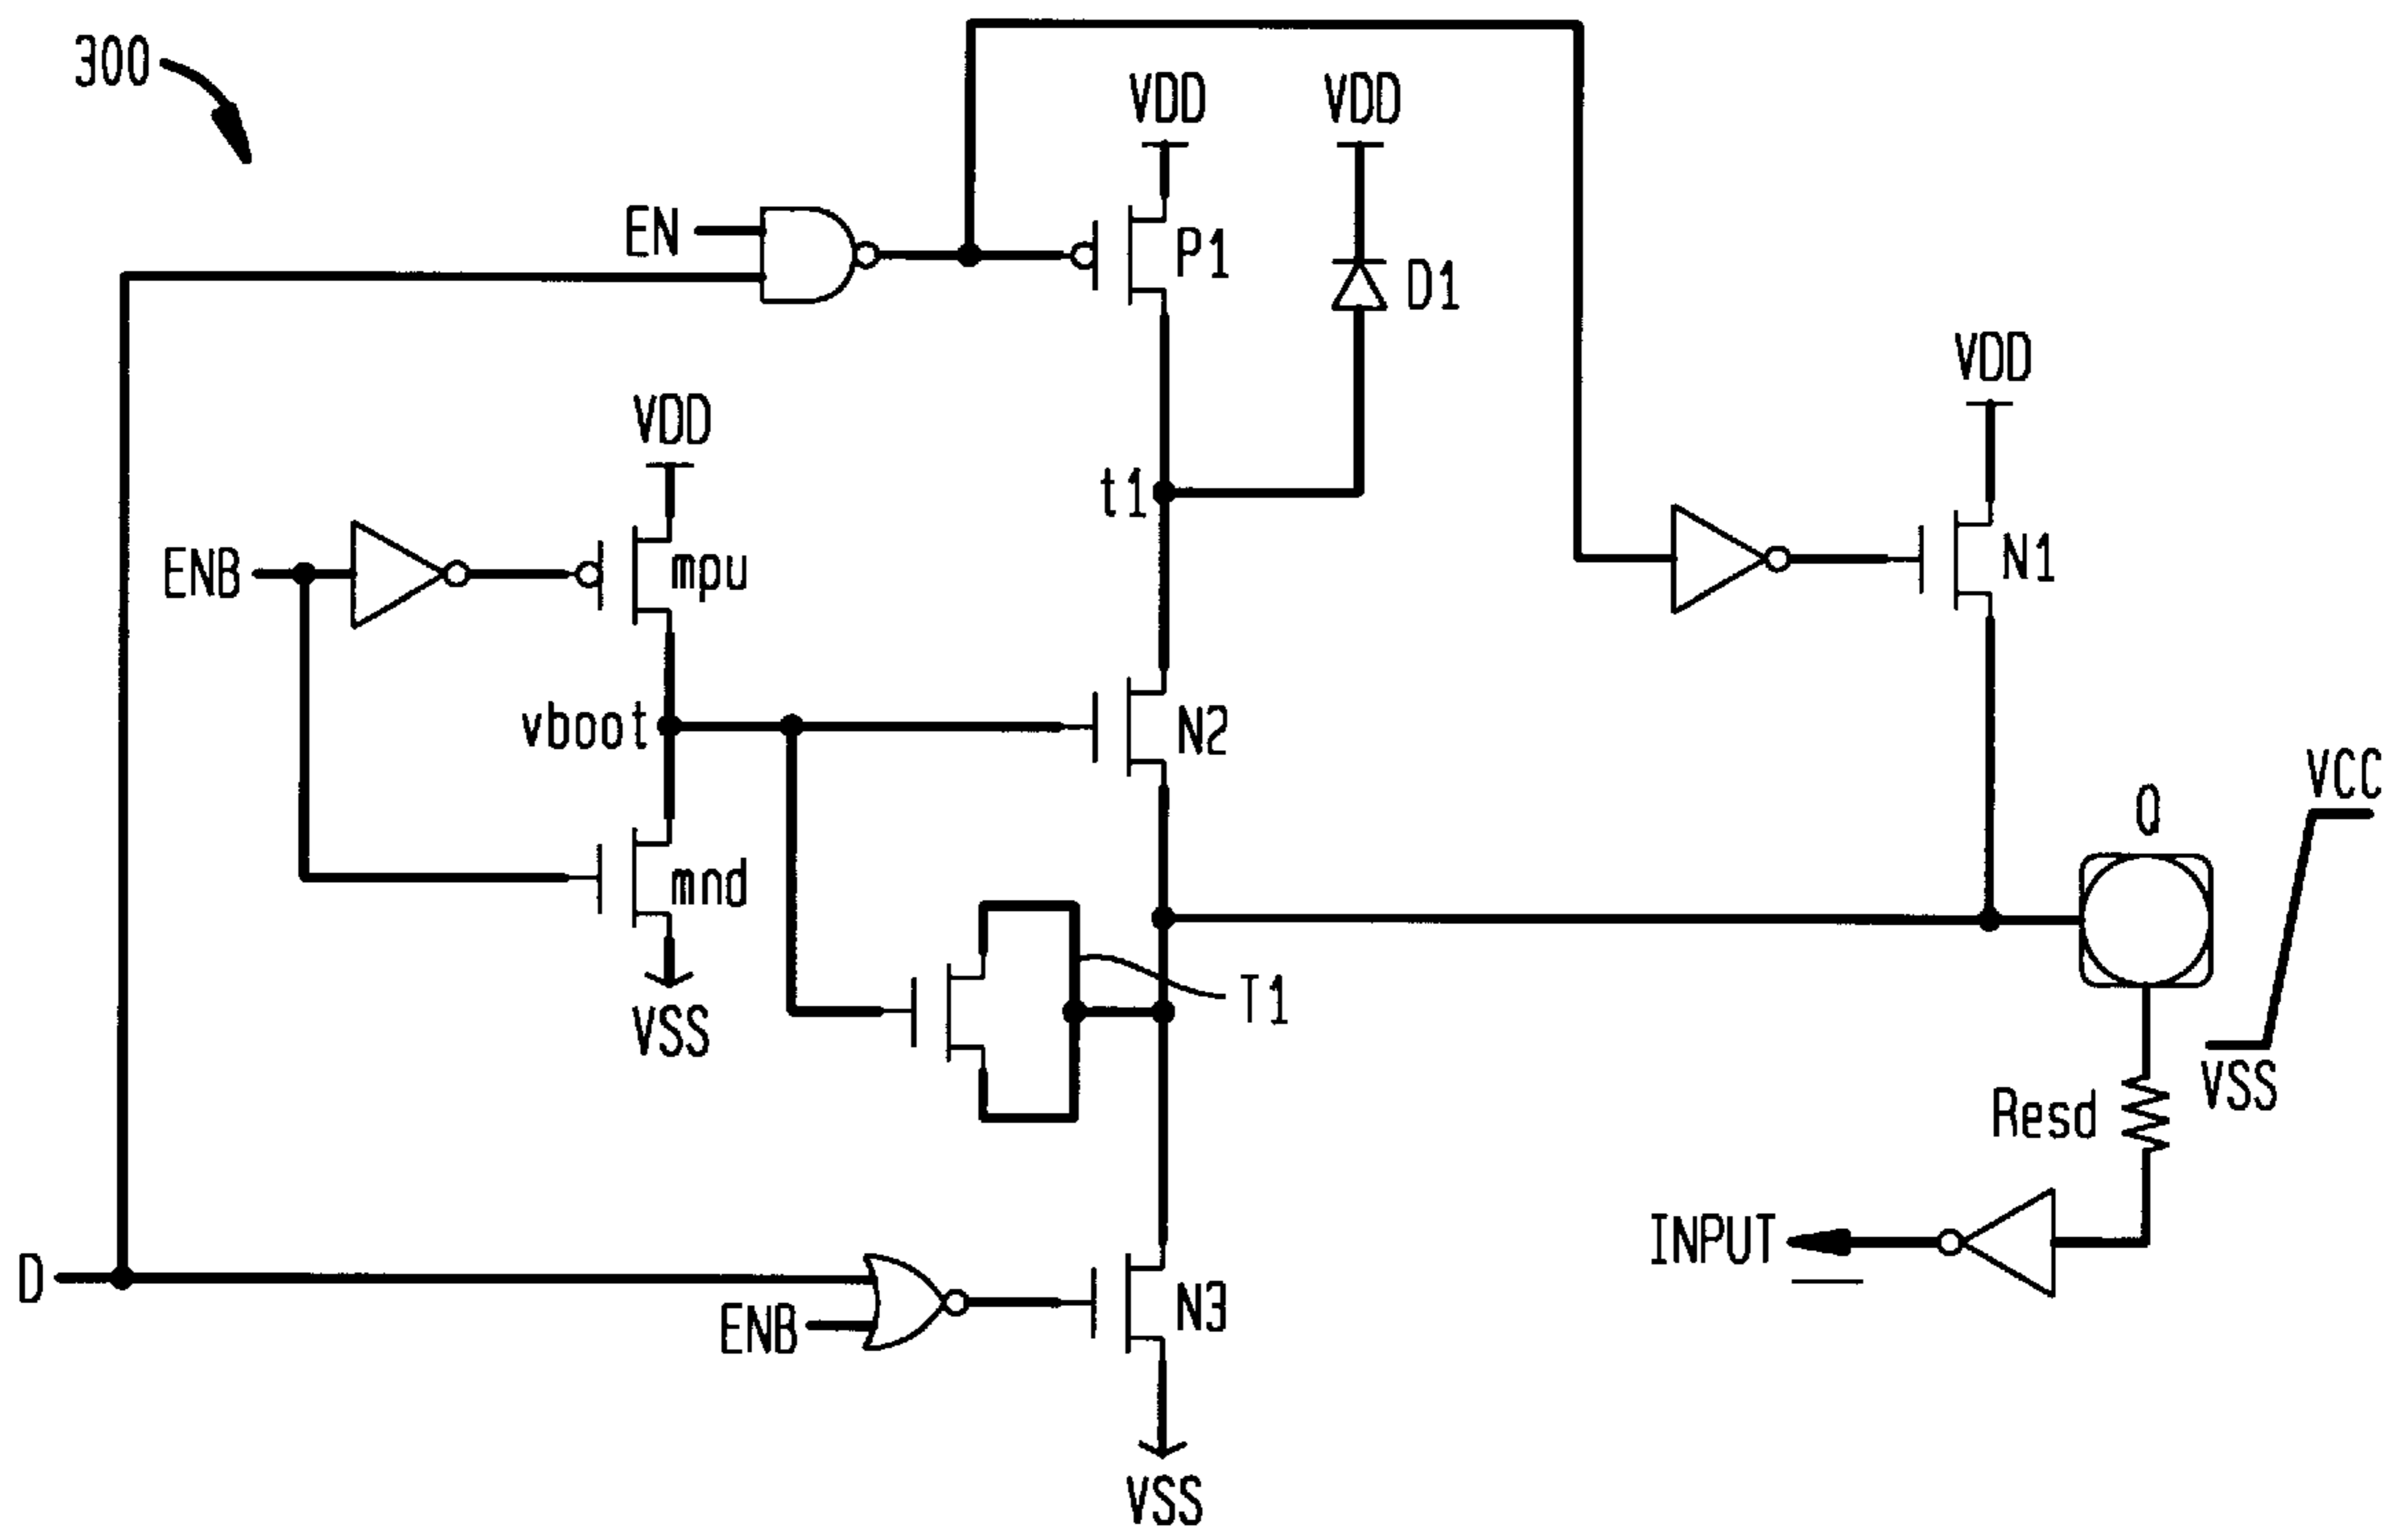 300
VDD
VDD
EN
P1
D1
VDD
VDD
t1
ENB
mpu
N1
vboot
N2
VCC
Q
mnd
T1
VSS
VSS
Resd
INPUT
D
ENB
N3
VSS